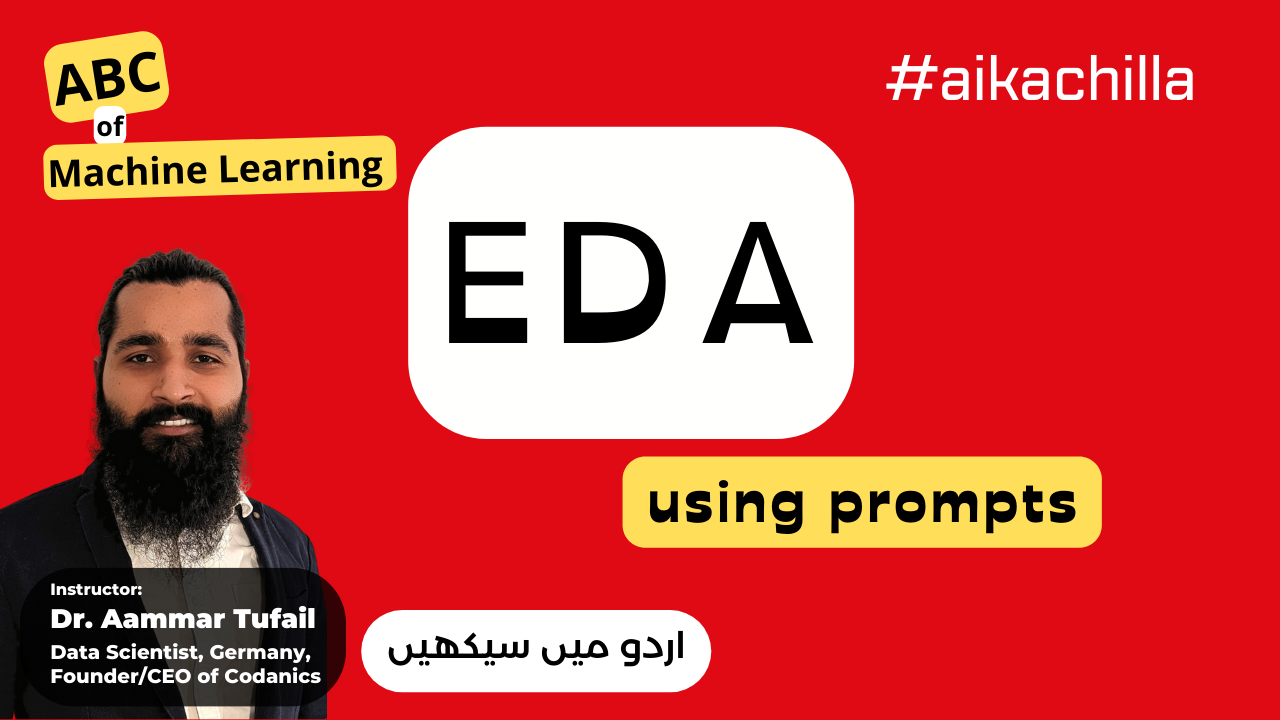 ABC
of
Machine Learning
#aikachilla
EDA
using prompts
Instructor:
Dr. Aammar Tufail
Data Scientist, Germany,
Founder/CEO of Codanics
اردو میں سیکھیں